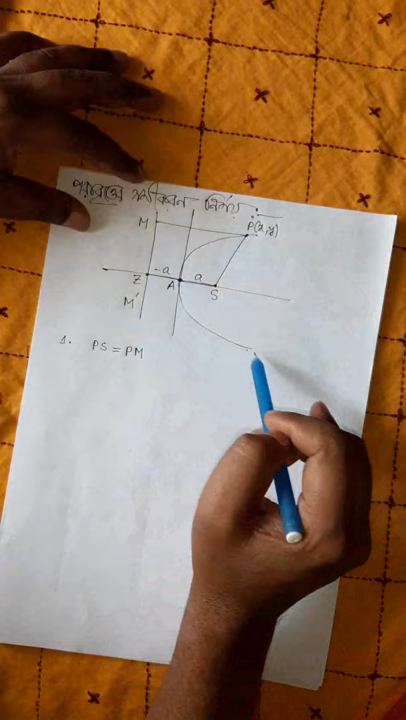 পরাবৃত্তের সমীকরণ নির্ণয় :
M P(x,y)
Z -a A a S
M'
1. PS = PM